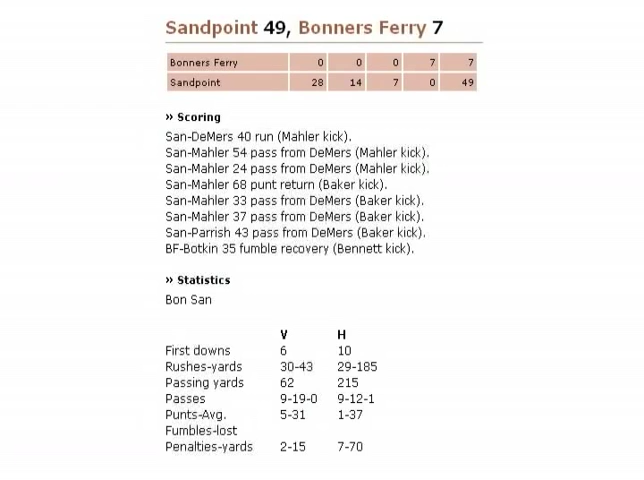 Sandpoint 49, Bonners Ferry 7
Bonners Ferry 0 0 0 7 7
Sandpoint 28 14 7 0 49
» Scoring
San-DeMers 40 run (Mahler kick).
San-Mahler 54 pass from DeMers (Mahler kick).
San-Mahler 24 pass from DeMers (Mahler kick).
San-Mahler 68 punt return (Baker kick).
San-Mahler 33 pass from DeMers (Baker kick).
San-Mahler 37 pass from DeMers (Baker kick).
San-Parrish 43 pass from DeMers (Baker kick).
BF-Botkin 35 fumble recovery (Bennett kick).
» Statistics
Bon San
V H
First downs 6 10
Rushes-yards 30-43 29-185
Passing yards 62 215
Passes 9-19-0 9-12-1
Punts-Avg. 5-31 1-37
Fumbles-lost
Penalties-yards 2-15 7-70